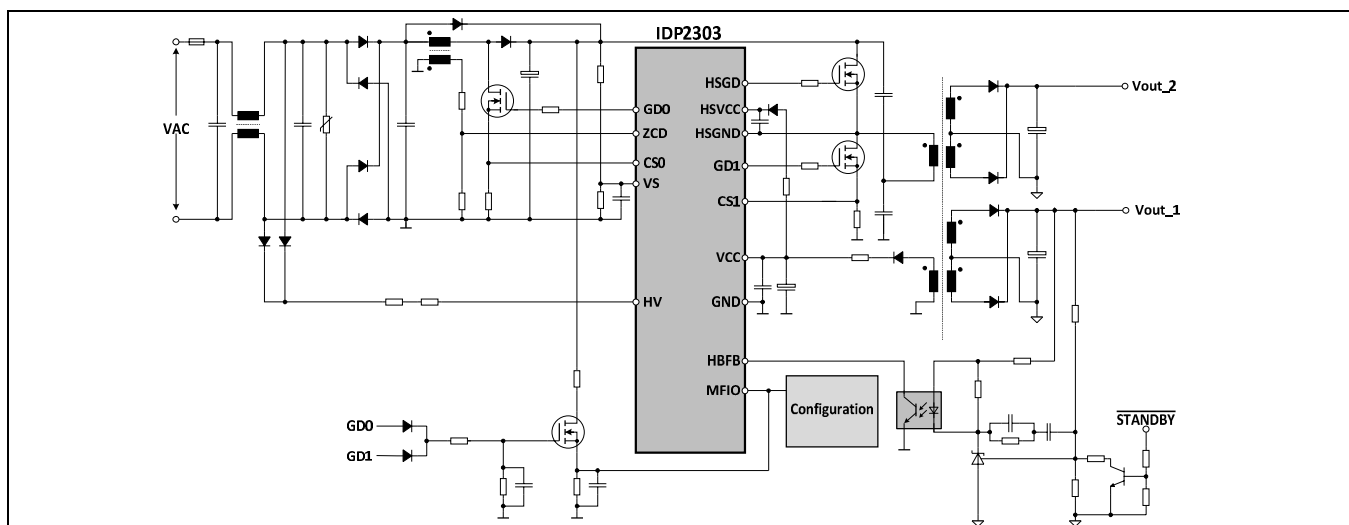 IDP2303
VAC
GD0
ZCD
CS0
VS
HV
HSGD
HSVCC
HSGND
GD1
CS1
VCC
GND
HBFB
MFIO
Vout_2
Vout_1
Configuration
STANDBY
GD0
GD1